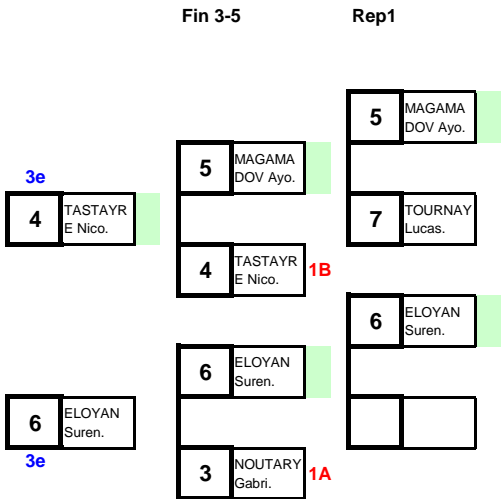 Fin 3-5
Rep1
5
MAGAMA
DOV Ayo.
5
MAGAMA
DOV Ayo.
3e
4
TASTAYR
E Nico.
7
TOURNAY
Lucas.
4
TASTAYR
E Nico.
1B
6
ELOYAN
Suren.
6
ELOYAN
Suren.
6
ELOYAN
Suren.
3e
3
NOUTARY
Gabri.
1A